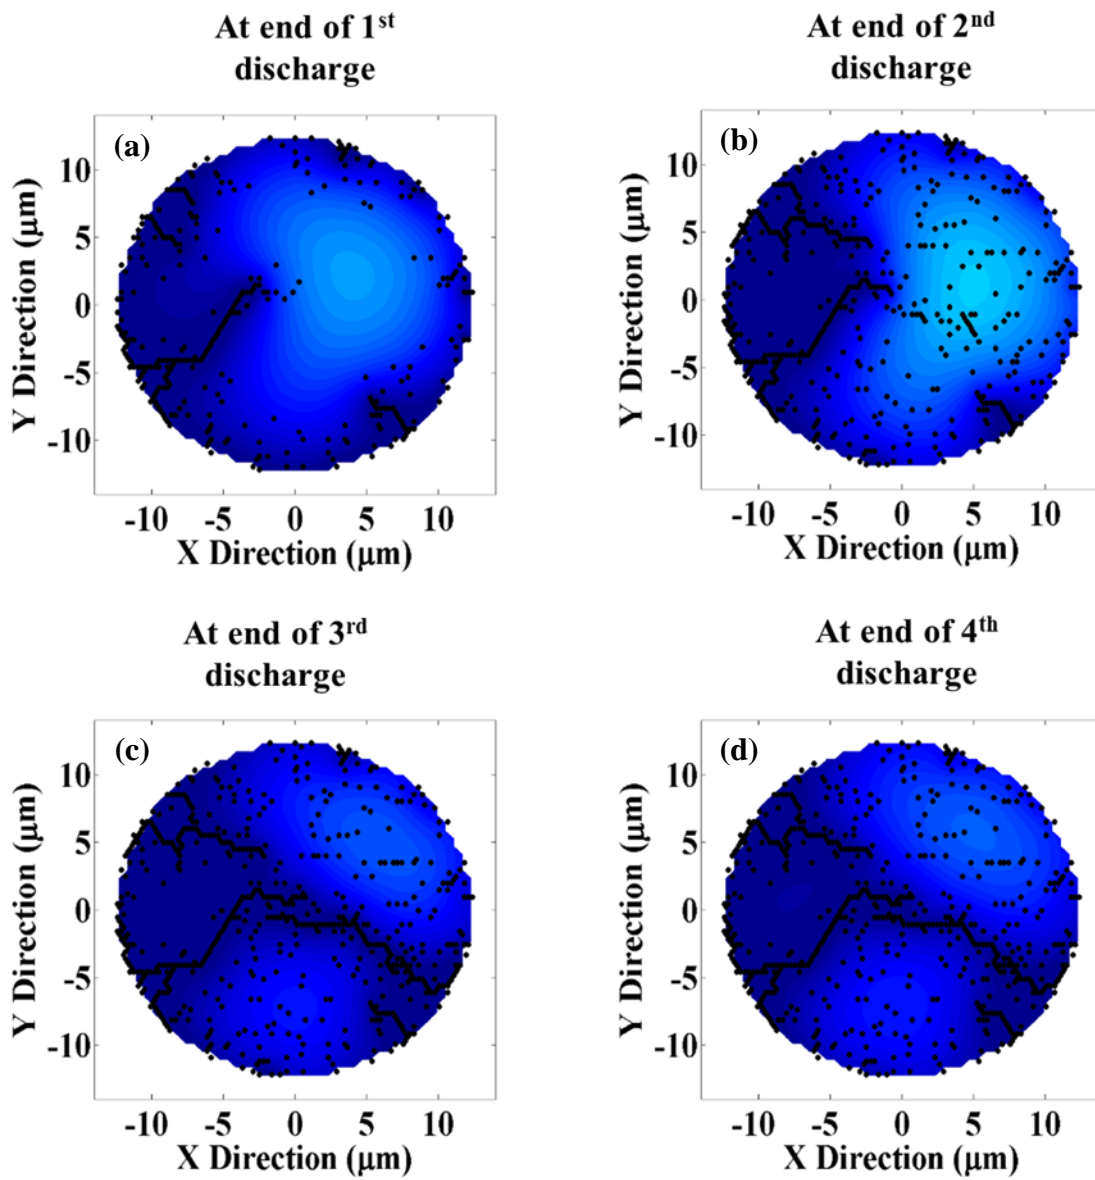 At end of 1st
discharge
At end of 2nd
discharge
(a)
10
5
0
-5
-10
Y Direction (μm)
-10 -5 0 5 10
X Direction (μm)
(b)
10
5
0
-5
-10
Y Direction (μm)
-10 -5 0 5 10
X Direction (μm)
At end of 3rd
discharge
At end of 4th
discharge
(c)
10
5
0
-5
-10
Y Direction (μm)
-10 -5 0 5 10
X Direction (μm)
(d)
10
5
0
-5
-10
Y Direction (μm)
-10 -5 0 5 10
X Direction (μm)